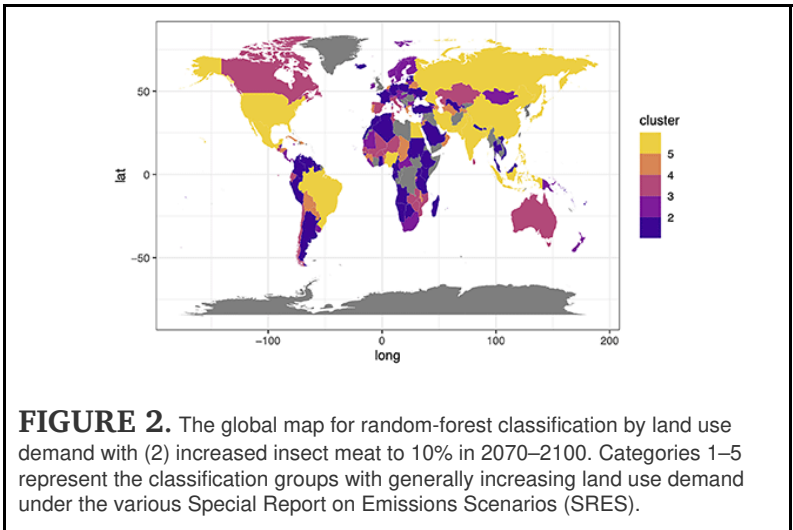 50
0
−50
lat
−100
0
100
200
long
cluster
5
4
3
2
FIGURE 2. The global map for random-forest classification by land use
demand with (2) increased insect meat to 10% in 2070–2100. Categories 1–5
represent the classification groups with generally increasing land use demand
under the various Special Report on Emissions Scenarios (SRES).